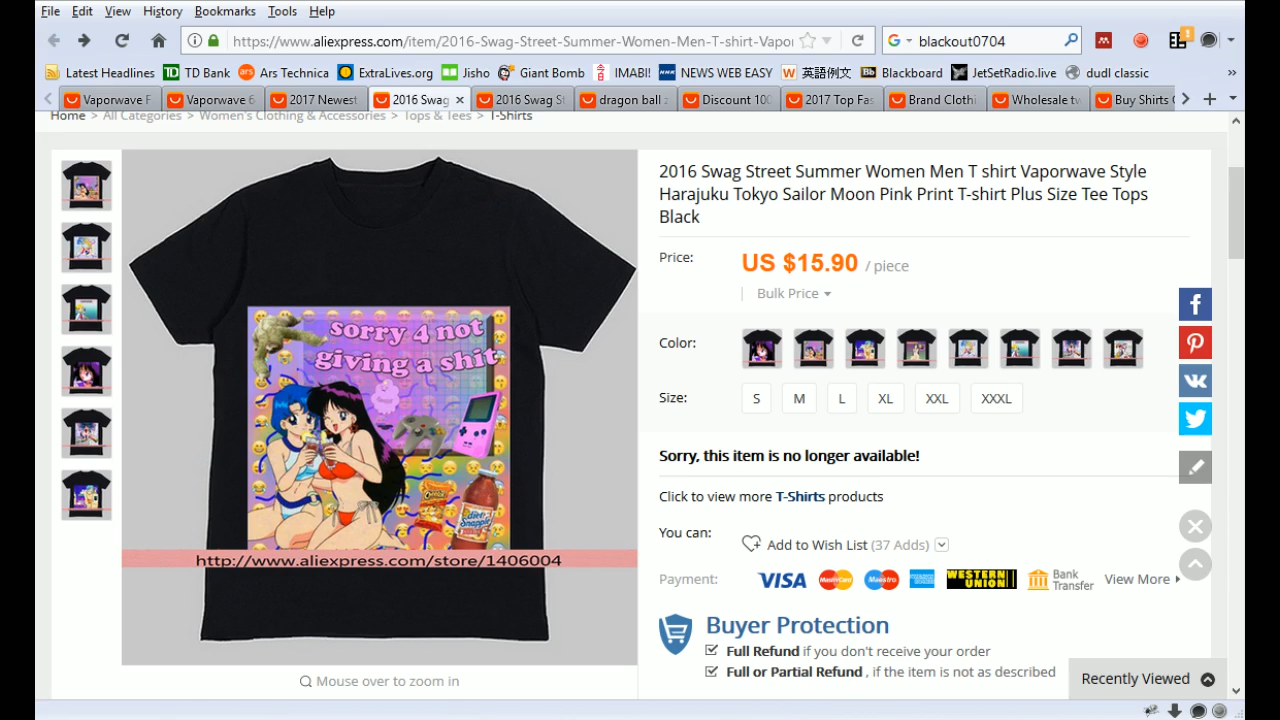 File Edit View History Bookmarks Tools Help
https://www.aliexpress.com/item/2016-Swag-Street-Summer-Women-Men-T-shirt-Vapor
blackout0704
Latest Headlines TD Bank Ars Technica ExtraLives.org Jisho Giant Bomb IMABI! NEWS WEB EASY 英語例文 Blackboard JetSetRadio.live dudl classic
Vaporwave F Vaporwave 6 2017 Newest 2016 Swag 2016 Swag St dragon ball z Discount 100 2017 Top Fas Brand Clothi Wholesale tv Buy Shirts
Home > All Categories > Women's Clothing & Accessories > Tops & Tees > T-Shirts
2016 Swag Street Summer Women Men T shirt Vaporwave Style
Harajuku Tokyo Sailor Moon Pink Print T-shirt Plus Size Tee Tops
Black
Price: US $15.90 / piece
Bulk Price
Color:
Size: S M L XL XXL XXXL
sorry 4 not
giving a shit
diet
Snapple
http://www.aliexpress.com/store/1406004
Mouse over to zoom in
Sorry, this item is no longer available!
Click to view more T-Shirts products
You can: Add to Wish List (37 Adds)
Payment: VISA MasterCard Maestro WESTERN UNION Bank Transfer View More
Buyer Protection
Full Refund if you don't receive your order
Full or Partial Refund , if the item is not as described
Recently Viewed